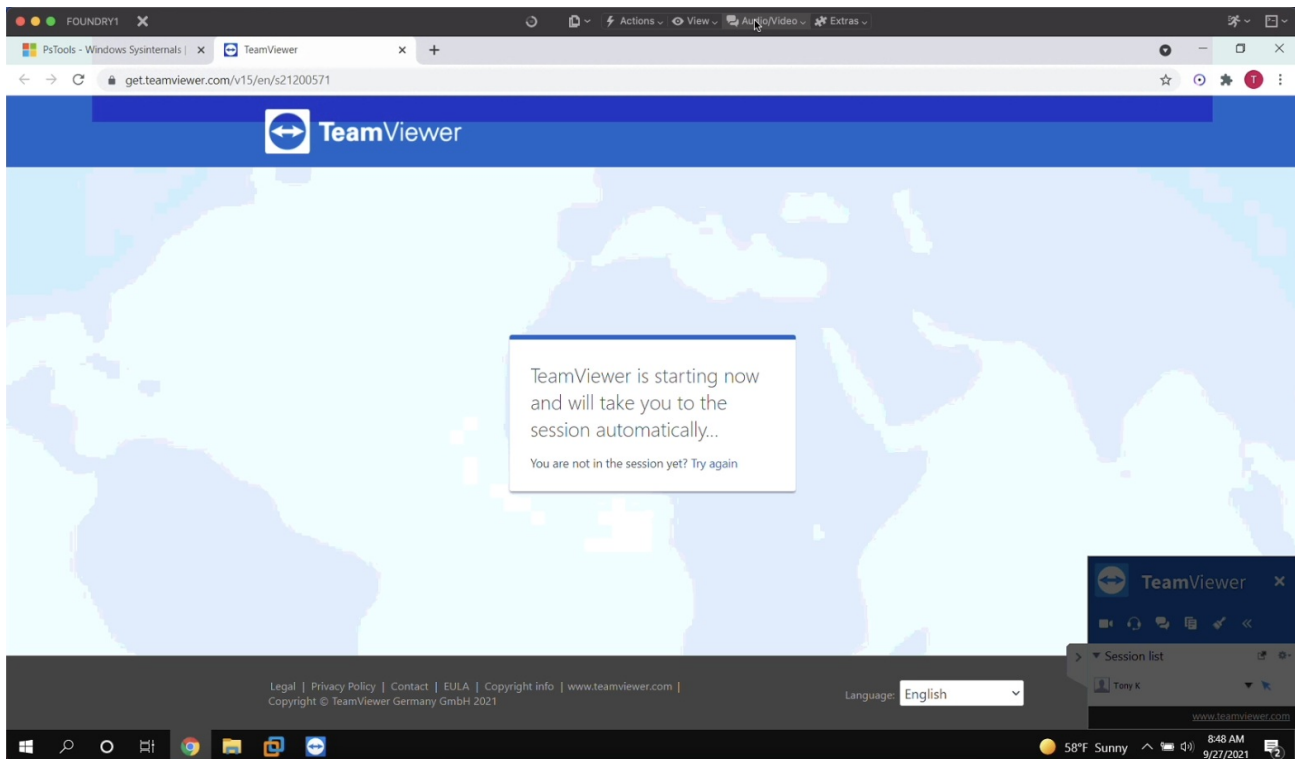 FOUNDRY1
Actions View Audio/Video Extras
PsTools - Windows Sysinternals |
TeamViewer
get.teamviewer.com/v15/en/s21200571
T
TeamViewer
TeamViewer is starting now
and will take you to the
session automatically...
You are not in the session yet? Try again
TeamViewer
Session list
Tony K
www.teamviewer.com
Legal | Privacy Policy | Contact | EULA | Copyright info | www.teamviewer.com |
Copyright © TeamViewer Germany GmbH 2021
Language: English
58°F Sunny
8:48 AM
9/27/2021
2